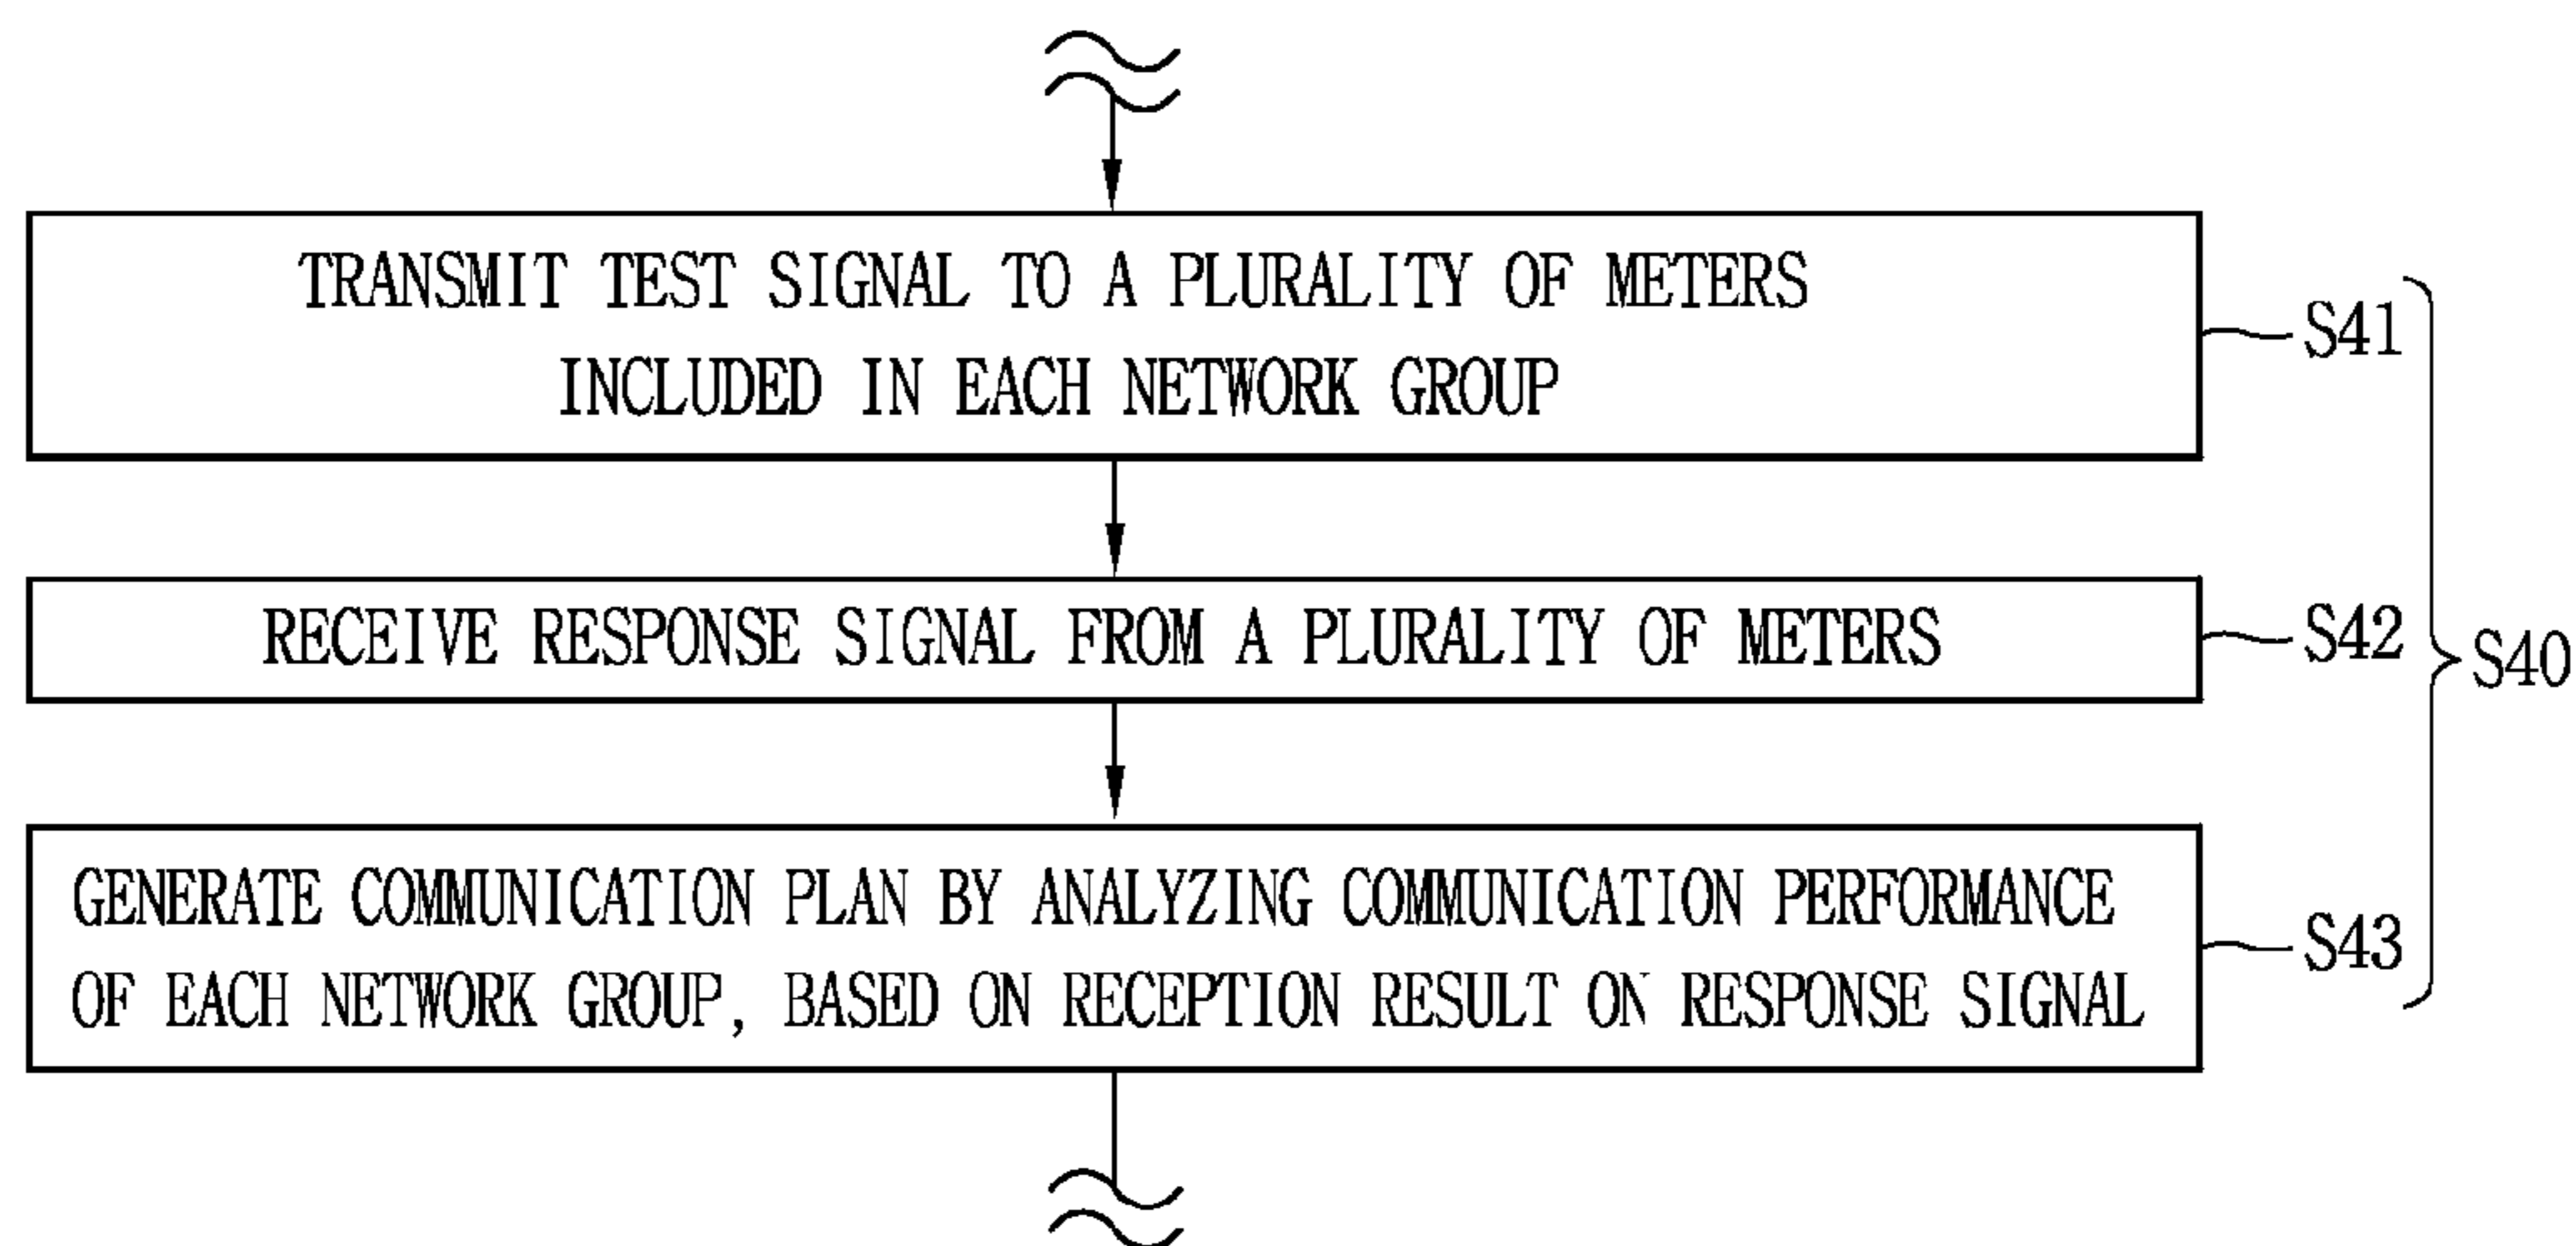 TRANSMIT TEST SIGNAL TO A PLURALITY OF METERS
INCLUDED IN EACH NETWORK GROUP
S41
RECEIVE RESPONSE SIGNAL FROM A PLURALITY OF METERS
S42
S40
GENERATE COMMUNICATION PLAN BY ANALYZING COMMUNICATION PERFORMANCE
OF EACH NETWORK GROUP, BASED ON RECEPTION RESULT ON RESPONSE SIGNAL
S43